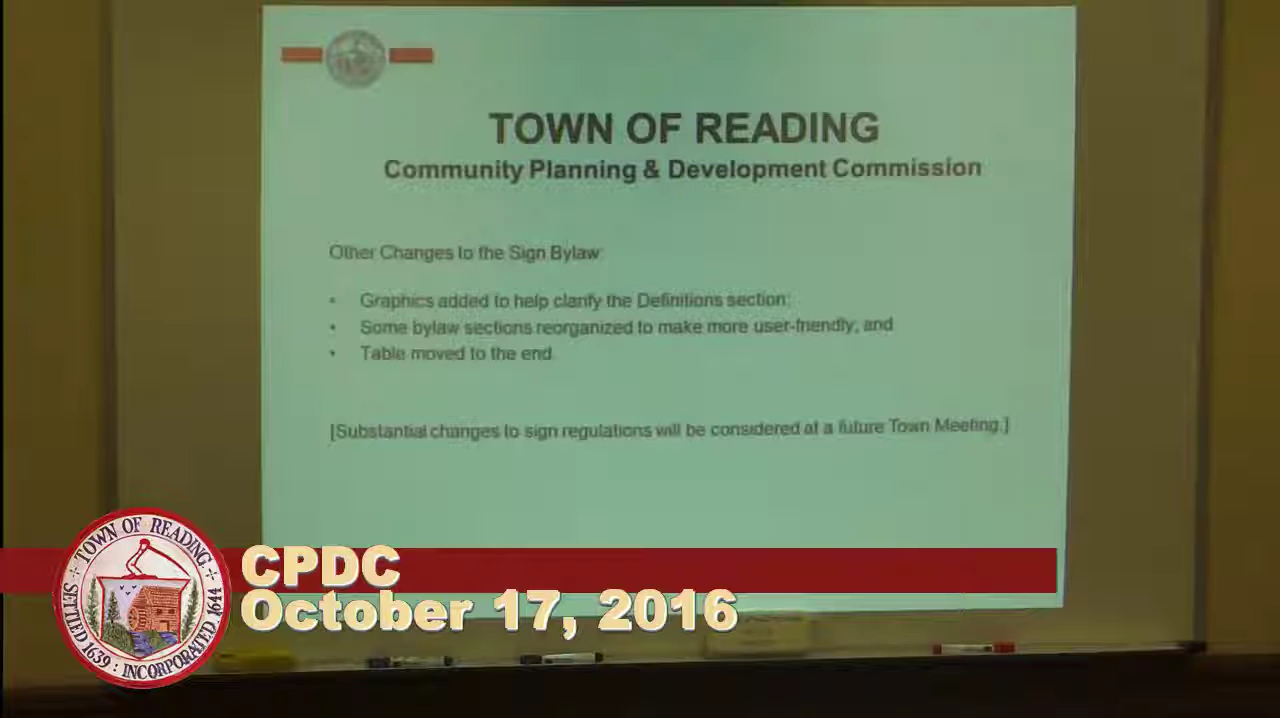 TOWN OF READING
Community Planning & Development Commission
Other Changes to the Sign Bylaw:
• Graphics added to help clarify the Definitions section;
• Some bylaw sections reorganized to make more user-friendly, and
• Table moved to the end.
[Substantial changes to sign regulations will be considered at a future Town Meeting.]
TOWN OF READING
SETTLED 1639 : INCORPORATED 1644
CPDC
October 17, 2016